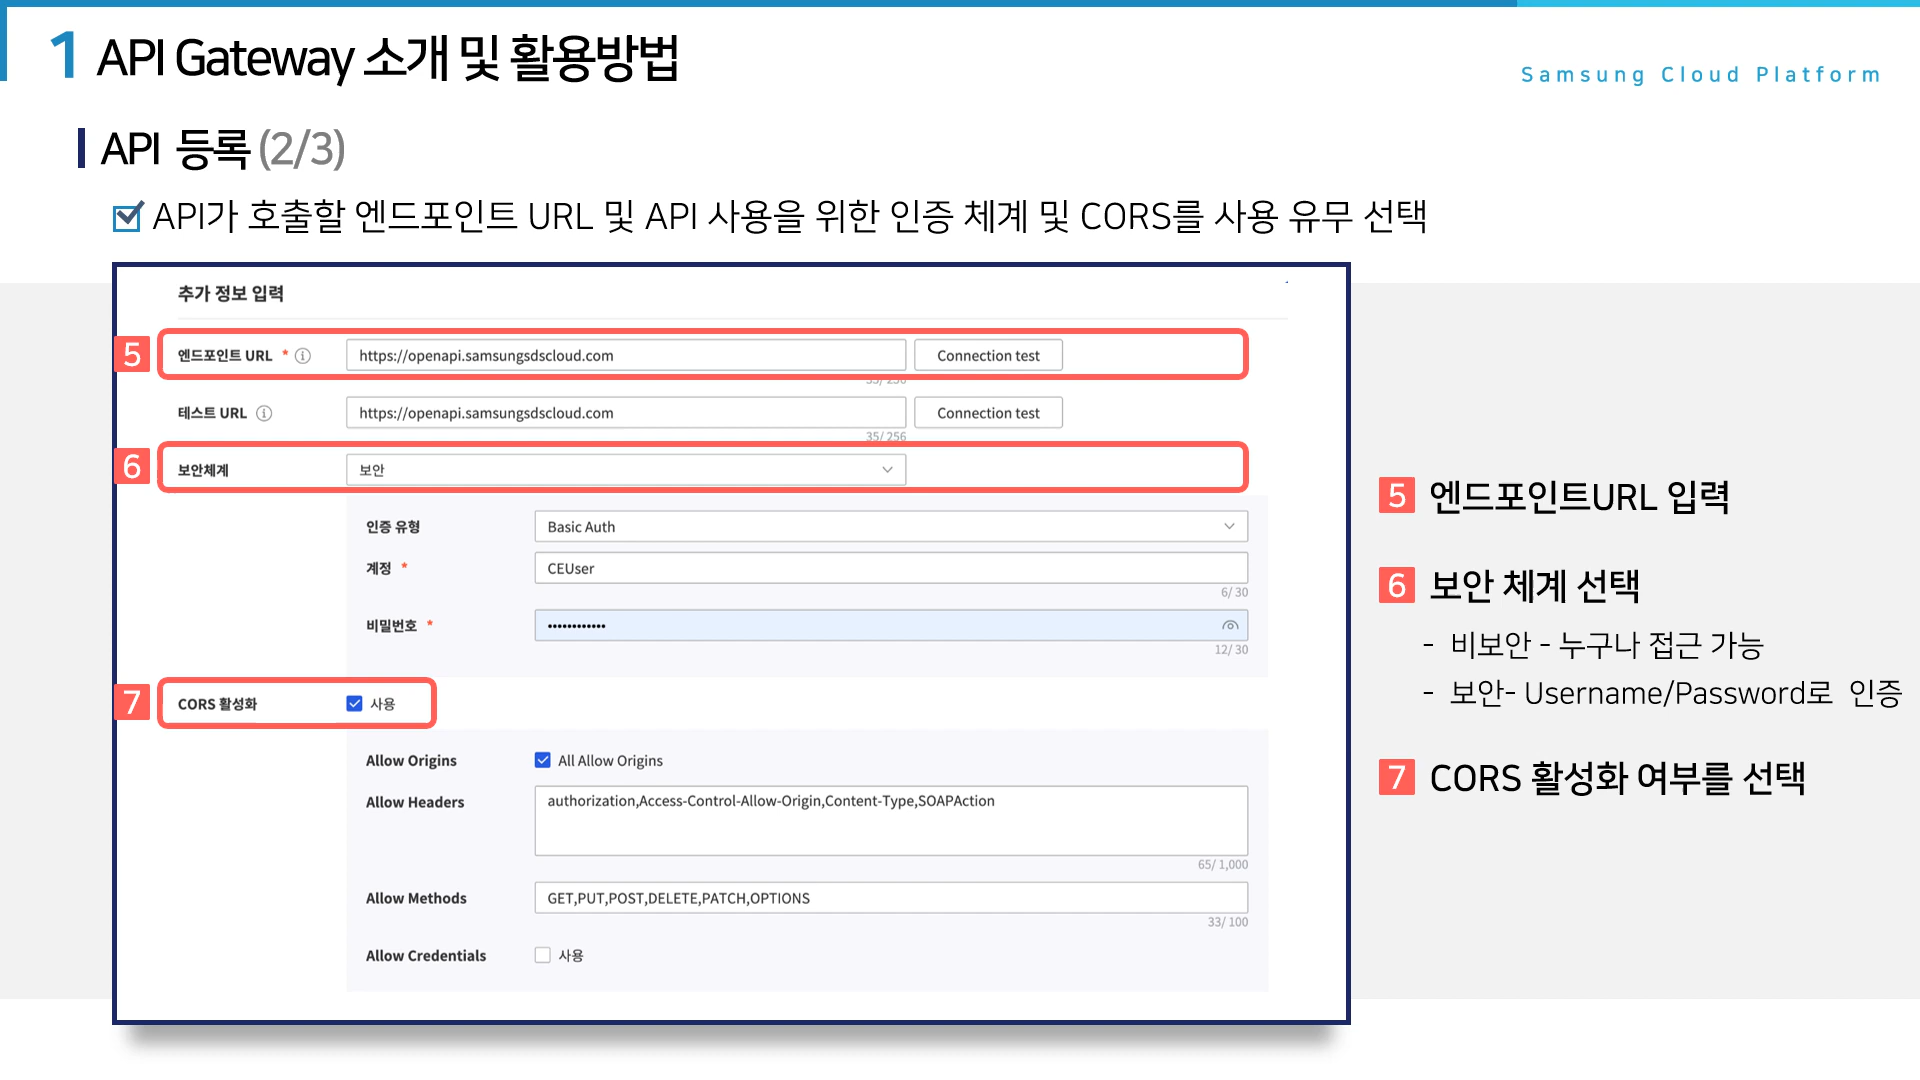 1 API Gateway 소개 및 활용방법
Samsung Cloud Platform
API 등록 (2/3)
API가 호출할 엔드포인트 URL 및 API 사용을 위한 인증 체계 및 CORS를 사용 유무 선택
추가 정보 입력
5 엔드포인트 URL * https://openapi.samsungsdscloud.com Connection test
35/ 256
테스트 URL https://openapi.samsungsdscloud.com Connection test
35/ 256
6 보안체계 보안
인증 유형 Basic Auth
계정 * CEUser
6/ 30
비밀번호 * ••••••••••••
12/ 30
7 CORS 활성화 사용
Allow Origins All Allow Origins
Allow Headers authorization,Access-Control-Allow-Origin,Content-Type,SOAPAction
65/ 1,000
Allow Methods GET,PUT,POST,DELETE,PATCH,OPTIONS
33/ 100
Allow Credentials 사용
5 엔드포인트URL 입력
6 보안 체계 선택
- 비보안 - 누구나 접근 가능
- 보안- Username/Password로 인증
7 CORS 활성화 여부를 선택